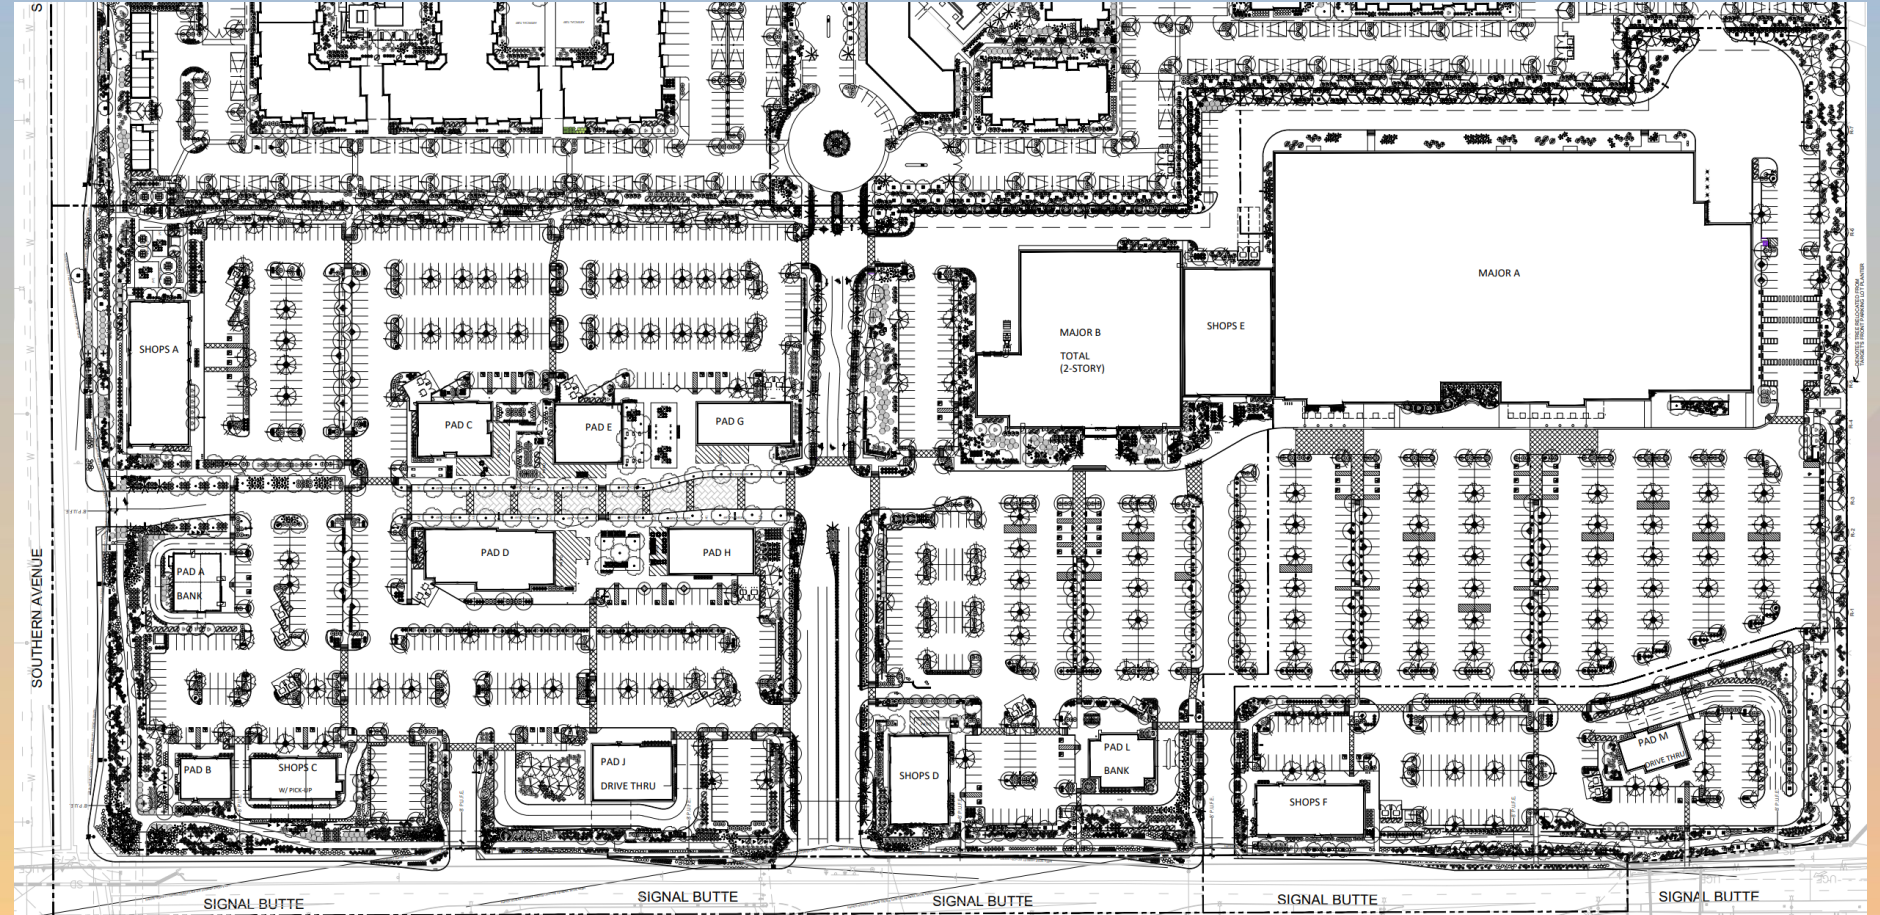 SOUTHERN AVENUE
SHOPS A
PAD C
PAD E
PAD G
MAJOR B
TOTAL
(2-STORY)
SHOPS E
MAJOR A
PAD A
BANK
PAD D
PAD H
PAD B
SHOPS C
W/ PICK-UP
PAD J
DRIVE THRU
SHOPS D
PAD L
BANK
SHOPS F
PAD M
DRIVE THRU
SIGNAL BUTTE
SIGNAL BUTTE
SIGNAL BUTTE
SIGNAL BUTTE
SIGNAL BUTTE